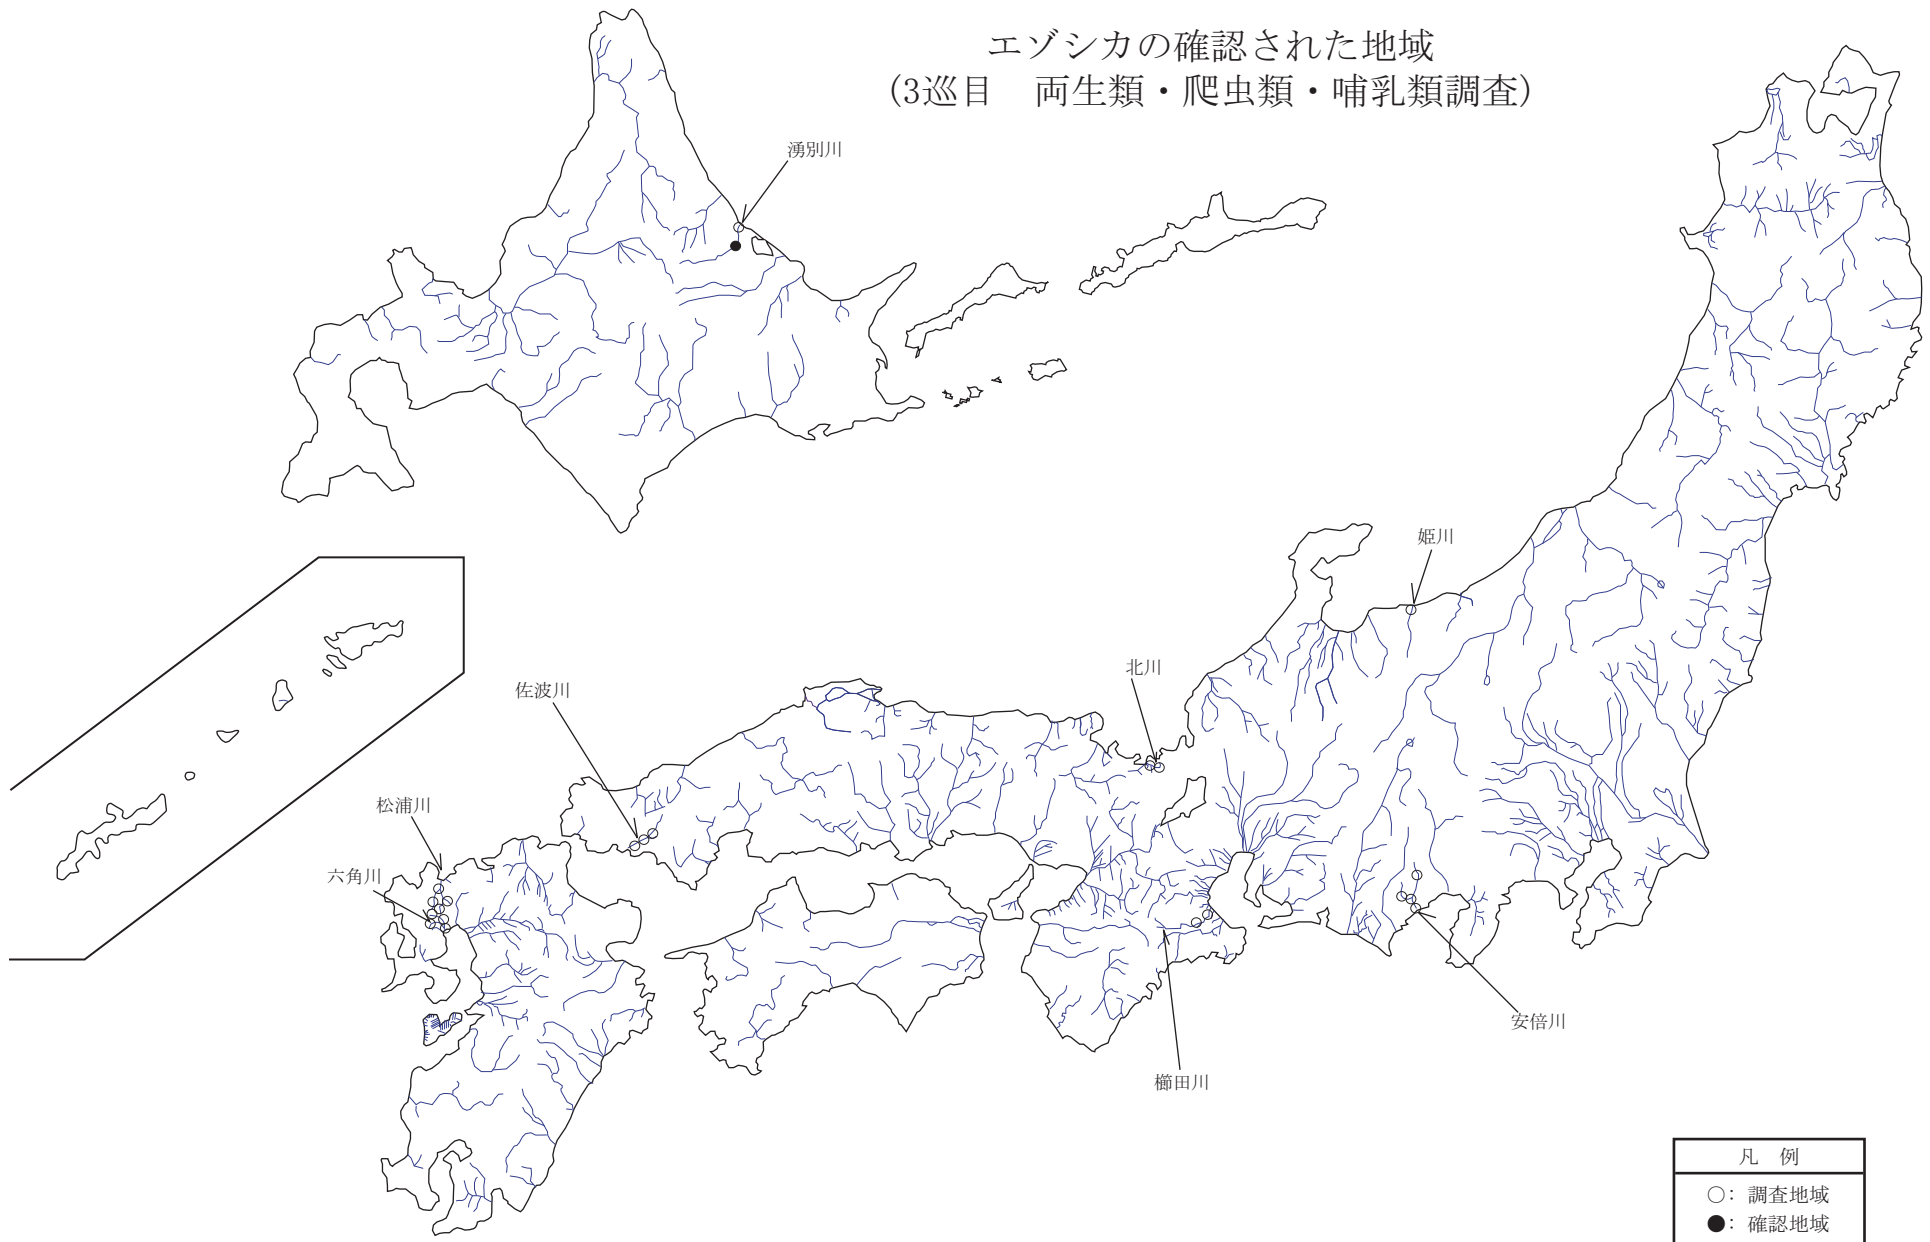 エゾシカの確認された地域
(3巡目　両生類・爬虫類・哺乳類調査)
湧別川
姫川
北川
佐波川
松浦川
六角川
安倍川
櫛田川
凡　例
○: 調査地域
●: 確認地域